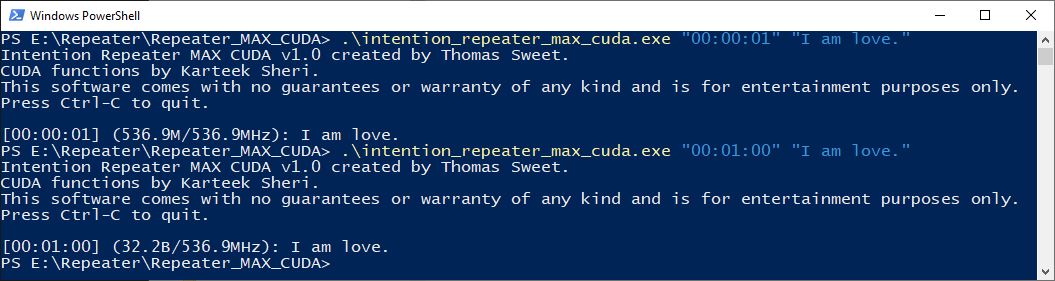 Windows PowerShell
PS E:\Repeater\Repeater_MAX_CUDA> .\intention_repeater_max_cuda.exe "00:00:01" "I am love."
Intention Repeater MAX CUDA v1.0 created by Thomas Sweet.
CUDA functions by Karteek Sheri.
This software comes with no guarantees or warranty of any kind and is for entertainment purposes only.
Press Ctrl-C to quit.
[00:00:01] (536.9M/536.9MHz): I am love.
PS E:\Repeater\Repeater_MAX_CUDA> .\intention_repeater_max_cuda.exe "00:01:00" "I am love."
Intention Repeater MAX CUDA v1.0 created by Thomas Sweet.
CUDA functions by Karteek Sheri.
This software comes with no guarantees or warranty of any kind and is for entertainment purposes only.
Press Ctrl-C to quit.
[00:01:00] (32.2B/536.9MHz): I am love.
PS E:\Repeater\Repeater_MAX_CUDA>